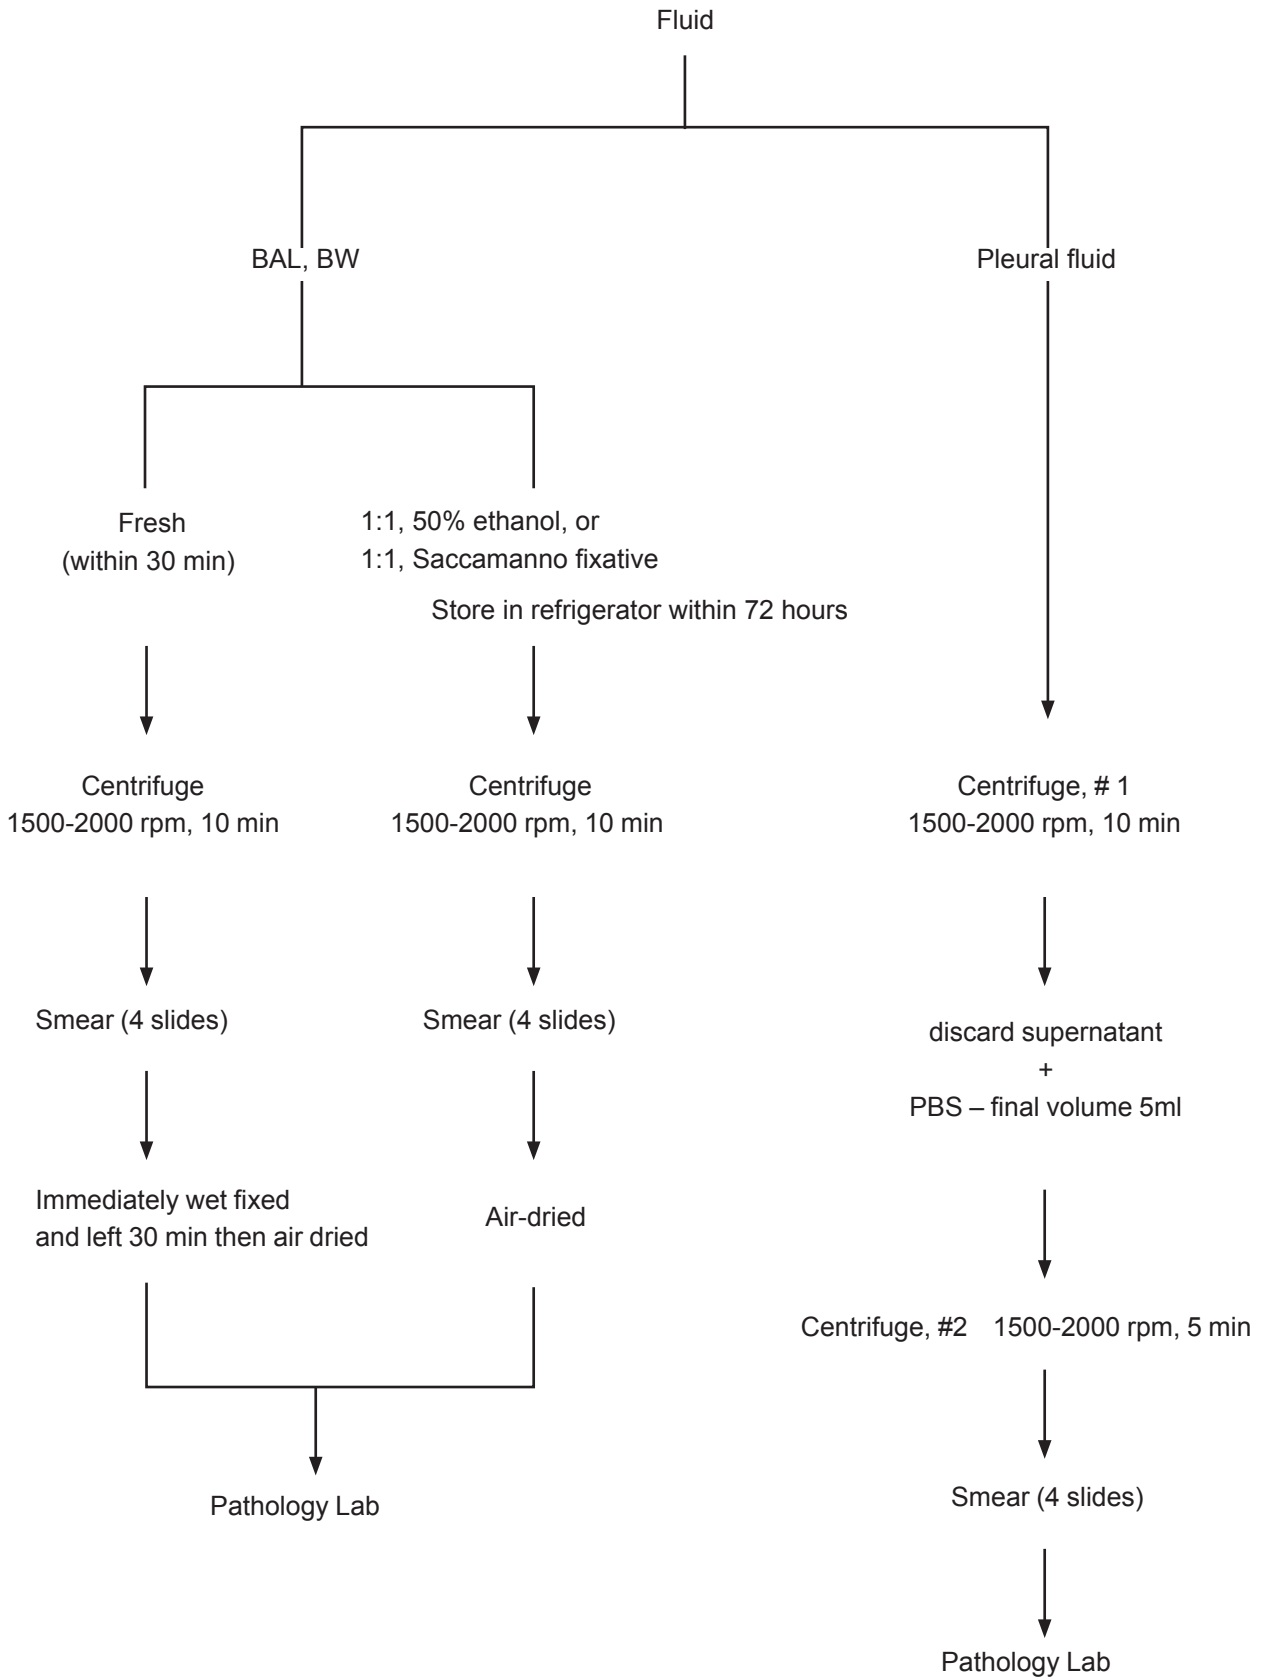 Fluid
BAL, BW
Pleural fluid
Fresh
(within 30 min)
1:1, 50% ethanol, or
1:1, Saccamanno fixative
Store in refrigerator within 72 hours
Centrifuge
1500-2000 rpm, 10 min
Centrifuge
1500-2000 rpm, 10 min
Centrifuge, # 1
1500-2000 rpm, 10 min
Smear (4 slides)
Smear (4 slides)
discard supernatant
+
PBS – final volume 5ml
Immediately wet fixed
and left 30 min then air dried
Air-dried
Centrifuge, #2 1500-2000 rpm, 5 min
Pathology Lab
Smear (4 slides)
Pathology Lab